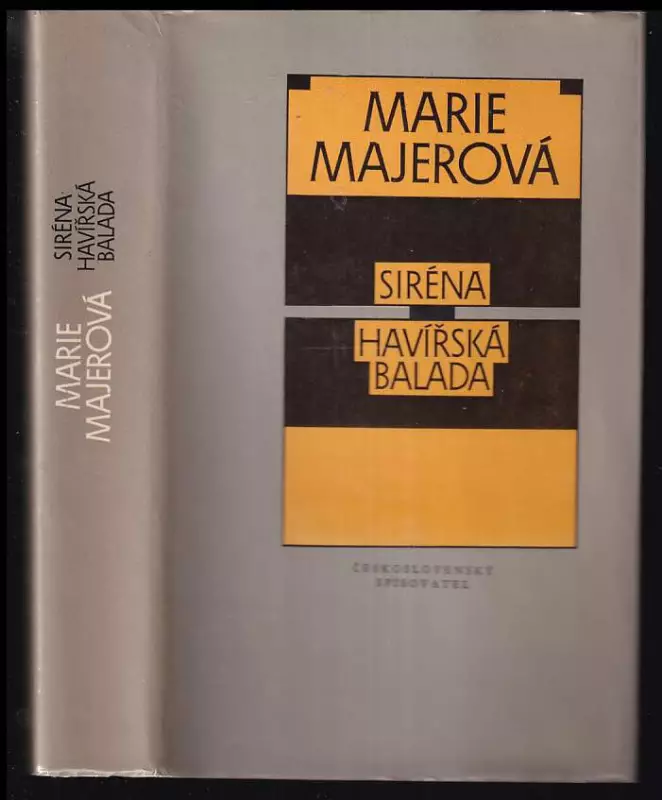 SIRÉNA
HAVÍŘSKÁ
BALADA
MARIE
MAJEROVÁ
MARIE
MAJEROVÁ
SIRÉNA
HAVÍŘSKÁ
BALADA
ČESKOSLOVENSKÝ
SPISOVATEL